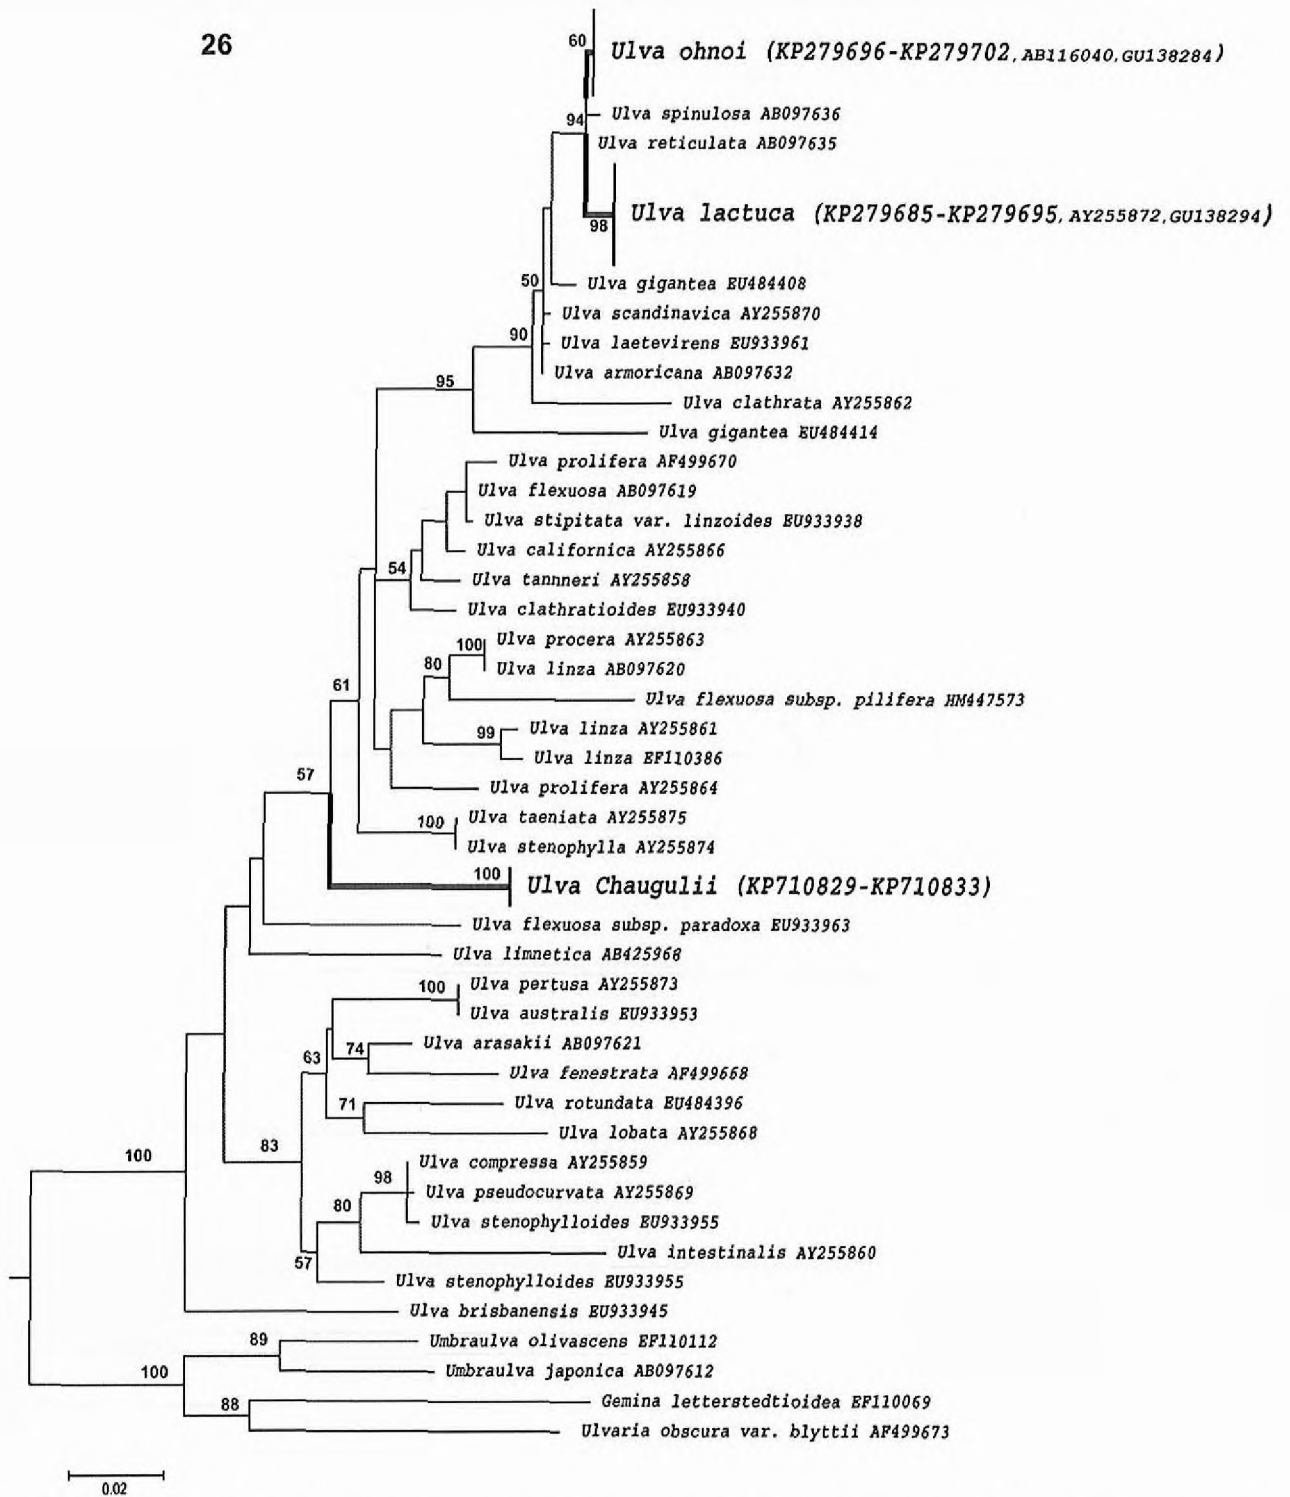 26
60
Ulva ohnoi (KP279696-KP279702, AB116040, GU138284)
Ulva spinulosa AB097636
94
Ulva reticulata AB097635
Ulva lactuca (KP279685-KP279695, AY255872, GU138294)
98
50
Ulva gigantea EU484408
Ulva scandinavica AY255870
90
Ulva laetevirens EU933961
Ulva armoricana AB097632
95
Ulva clathrata AY255862
Ulva gigantea EU484414
Ulva prolifera AF499670
Ulva flexuosa AB097619
Ulva stipitata var. linzoides EU933938
Ulva californica AY255866
54
Ulva tannneri AY255858
Ulva clathratioides EU933940
100
Ulva procera AY255863
80
Ulva linza AB097620
61
Ulva flexuosa subsp. pilifera HM447573
99
Ulva linza AY255861
Ulva linza EF110386
57
Ulva prolifera AY255864
100
Ulva taeniata AY255875
Ulva stenophylla AY255874
100
Ulva Chaugulii (KP710829-KP710833)
Ulva flexuosa subsp. paradoxa EU933963
Ulva limnetica AB425968
100
Ulva pertusa AY255873
Ulva australis EU933953
74
Ulva arasakii AB097621
63
Ulva fenestrata AF499668
71
Ulva rotundata EU484396
Ulva lobata AY255868
83
100
Ulva compressa AY255859
98
Ulva pseudocurvata AY255869
80
Ulva stenophylloides EU933955
Ulva intestinalis AY255860
57
Ulva stenophylloides EU933955
Ulva brisbanensis EU933945
89
Umbraulva olivascens EF110112
100
Umbraulva japonica AB097612
88
Gemina letterstedtioidea EF110069
Ulvaria obscura var. blyttii AF499673
0.02